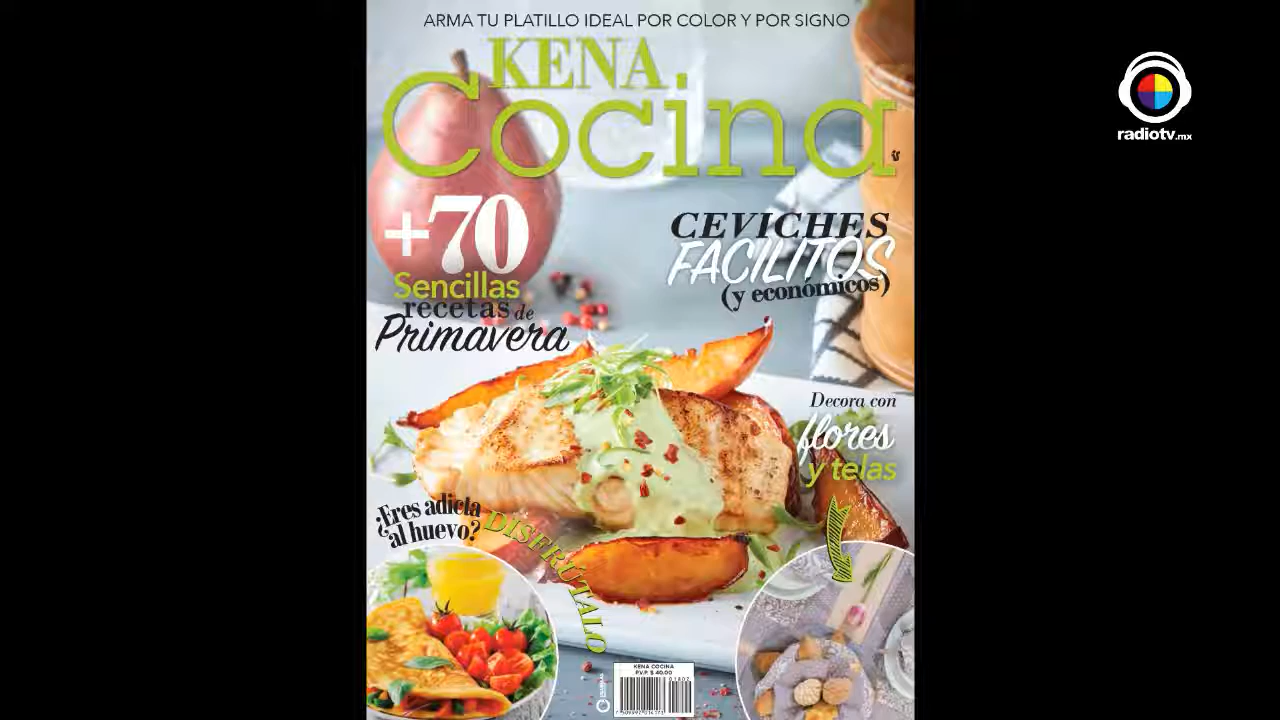 ARMA TU PLATILLO IDEAL POR COLOR Y POR SIGNO
KENA
Cocina
radiotv.mx
+70
Sencillas
recetas de
Primavera
CEVICHES
FACILITOS
(y económicos)
Decora con
flores
y telas
¿Eres adicta
al huevo?
DISFRÚTALO
KENA COCINA
P.V.P. $ 40.00
01802